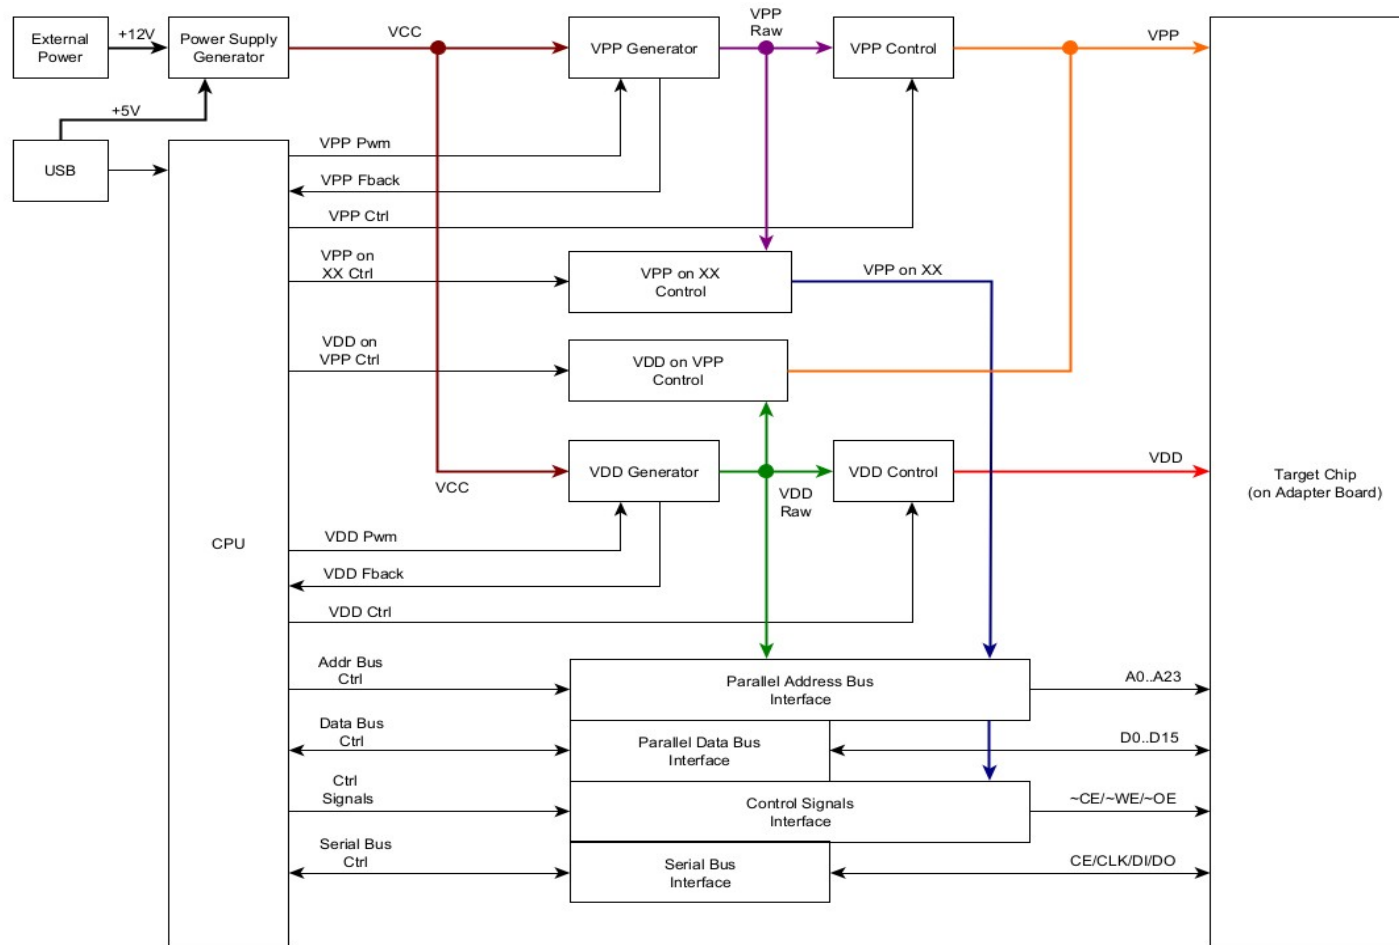 External
Power
+12V
Power Supply
Generator
VCC
VPP Generator
VPP
Raw
VPP Control
VPP
+5V
USB
VPP Pwm
VPP Fback
VPP Ctrl
VPP on
XX Ctrl
VPP on XX
Control
VPP on XX
VDD on
VPP Ctrl
VDD on VPP
Control
VCC
VDD Generator
VDD
Raw
VDD Control
VDD
Target Chip
(on Adapter Board)
CPU
VDD Pwm
VDD Fback
VDD Ctrl
Addr Bus
Ctrl
Parallel Address Bus
Interface
A0..A23
Data Bus
Ctrl
Parallel Data Bus
Interface
D0..D15
Ctrl
Signals
Control Signals
Interface
~CE/~WE/~OE
Serial Bus
Ctrl
Serial Bus
Interface
CE/CLK/DI/DO